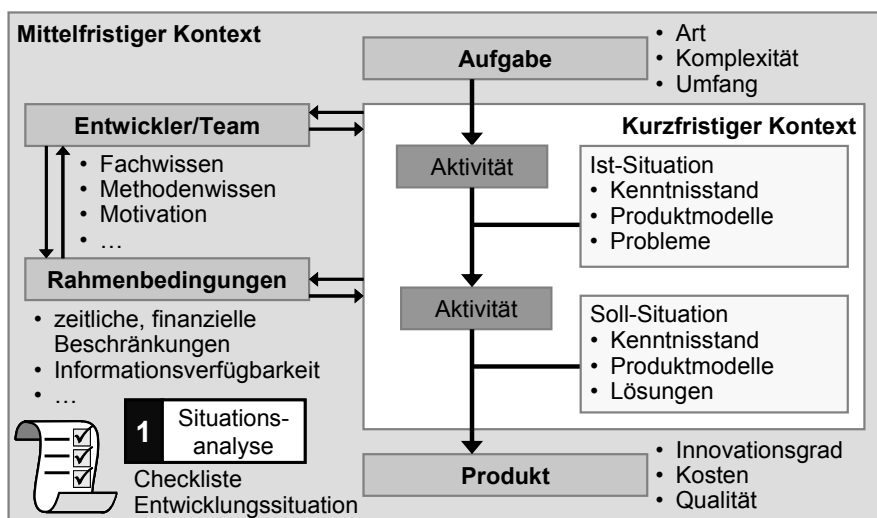 Mittelfristiger Kontext
Aufgabe
• Art
• Komplexität
• Umfang
Entwickler/Team
• Fachwissen
• Methodenwissen
• Motivation
• …
Rahmenbedingungen
• zeitliche, finanzielle
Beschränkungen
• Informationsverfügbarkeit
• …
Kurzfristiger Kontext
Aktivität
Ist-Situation
• Kenntnisstand
• Produktmodelle
• Probleme
Aktivität
Soll-Situation
• Kenntnisstand
• Produktmodelle
• Lösungen
1
Situations-
analyse
Checkliste
Entwicklungssituation
Produkt
• Innovationsgrad
• Kosten
• Qualität